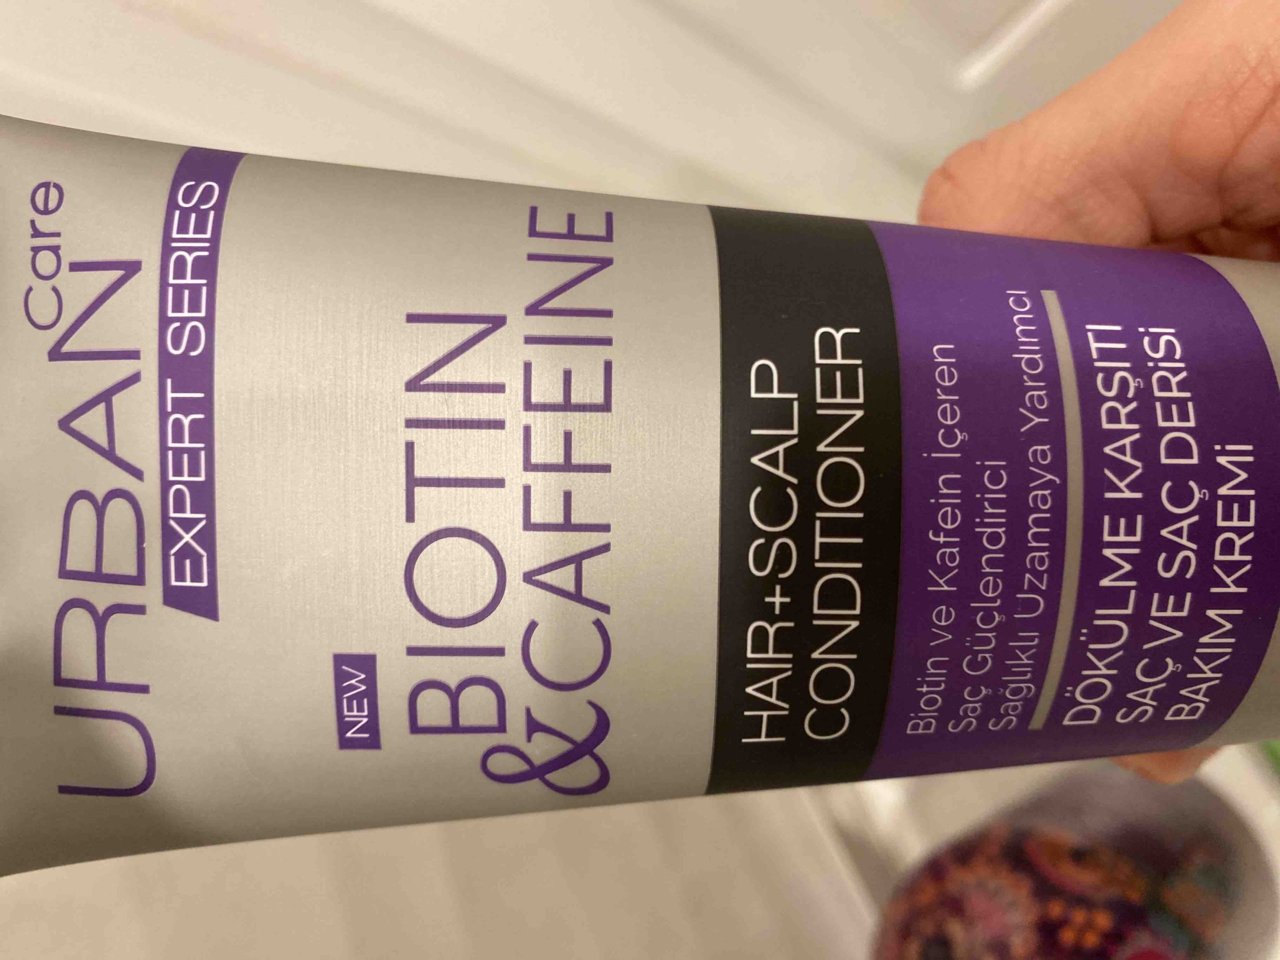 URBAN Care
EXPERT SERIES
NEW
BIOTIN
&CAFFEINE
HAIR+SCALP
CONDITIONER
Biotin ve Kafein İçeren
Saç Güçlendirici
Sağlıklı Uzamaya Yardımcı
DÖKÜLME KARŞITI
SAÇ VE SAÇ DERİSİ
BAKIM KREMİ